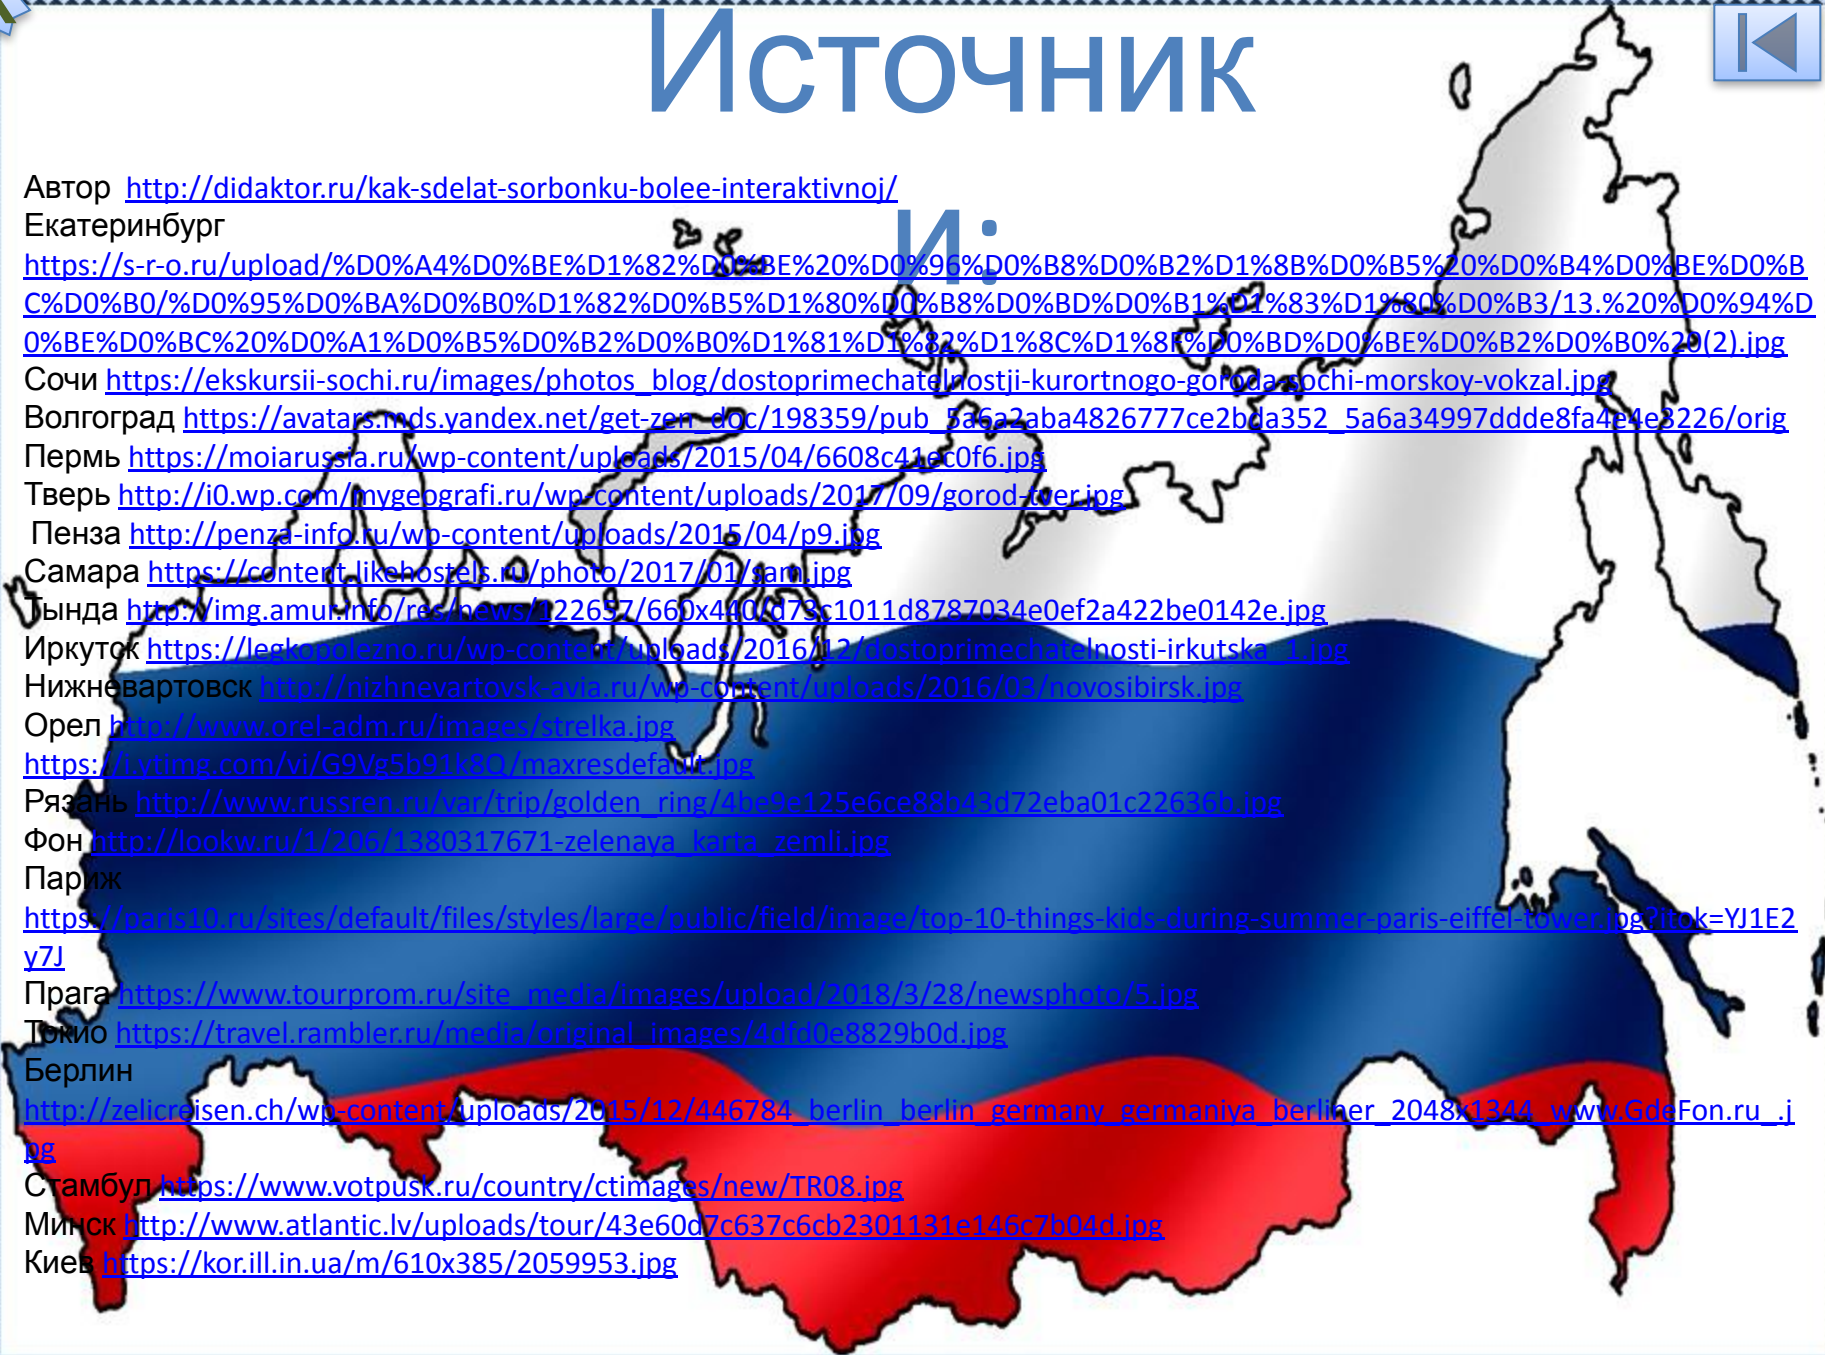 Источник
и:
Автор  http://didaktor.ru/kak-sdelat-sorbonku-bolee-interaktivnoj/
Екатеринбург
https://s-r-o.ru/upload/%D0%A4%D0%BE%D1%82%D0%BE%20%D0%96%D0%B8%D0%B2%D1%8B%D0%B5%20%D0%B4%D0%BE%D0%B
C%D0%B0/%D0%95%D0%BA%D0%B0%D1%82%D0%B5%D1%80%D0%B8%D0%BD%D0%B1%D1%83%D1%80%D0%B3/13.%20%D0%94%D
0%BE%D0%BC%20%D0%A1%D0%B5%D0%B2%D0%B0%D1%81%D1%82%D1%8C%D1%8F%D0%BD%D0%BE%D0%B2%D0%B0%20(2).jpg
Сочи https://ekskursii-sochi.ru/images/photos_blog/dostoprimechatelnostji-kurortnogo-goroda-sochi-morskoy-vokzal.jpg
Волгоград https://avatars.mds.yandex.net/get-zen_doc/198359/pub_5a6a2aba4826777ce2bda352_5a6a34997ddde8fa4e4e3226/orig
Пермь https://moiarussia.ru/wp-content/uploads/2015/04/6608c41ec0f6.jpg
Тверь http://i0.wp.com/mygeografi.ru/wp-content/uploads/2017/09/gorod-tver.jpg
Пенза http://penza-info.ru/wp-content/uploads/2015/04/p9.jpg
Самара https://content.likehostels.ru/photo/2017/01/sam.jpg
Тында http://img.amur.info/res/news/122657/660x440/d73c1011d8787034e0ef2a422be0142e.jpg
Иркутск https://legkopolezno.ru/wp-content/uploads/2016/12/dostoprimechatelnosti-irkutska_1.jpg
Нижневартовск http://nizhnevartovsk-avia.ru/wp-content/uploads/2016/03/novosibirsk.jpg
Орел http://www.orel-adm.ru/images/strelka.jpg
https://i.ytimg.com/vi/G9Vg5b91k8Q/maxresdefault.jpg
Рязань http://www.russren.ru/var/trip/golden_ring/4be9e125e6ce88b43d72eba01c22636b.jpg
Фон http://lookw.ru/1/206/1380317671-zelenaya_karta_zemli.jpg
Париж
https://paris10.ru/sites/default/files/styles/large/public/field/image/top-10-things-kids-during-summer-paris-eiffel-tower.jpg?itok=YJ1E2
y7J
Прага https://www.tourprom.ru/site_media/images/upload/2018/3/28/newsphoto/5.jpg
Токио https://travel.rambler.ru/media/original_images/4dfd0e8829b0d.jpg
Берлин
http://zelicreisen.ch/wp-content/uploads/2015/12/446784_berlin_berlin_germany_germaniya_berliner_2048x1344_www.GdeFon.ru_.j
pg
Стамбул https://www.votpusk.ru/country/ctimages/new/TR08.jpg
Минск http://www.atlantic.lv/uploads/tour/43e60d7c637c6cb2301131e146c7b04d.jpg
Киев https://kor.ill.in.ua/m/610x385/2059953.jpg